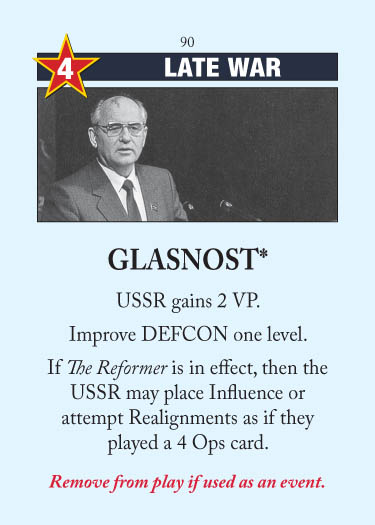 90
4
LATE WAR
GLASNOST*
USSR gains 2 VP.
Improve DEFCON one level.
If The Reformer is in effect, then the
USSR may place Influence or
attempt Realignments as if they
played a 4 Ops card.
Remove from play if used as an event.